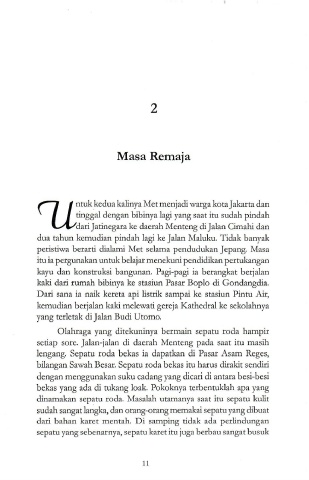 2
Masa Remaja
Untuk kedua kalinya Met menjadi warga kota Jakarta dan
tinggal dengan bibinya lagi yang saat itu sudah pindah
dari Jatinegara ke daerah Menteng di Jalan Cimahi dan
dua tahun kemudian pindah lagi ke Jalan Maluku. Tidak banyak
peristiwa berarti dialami Met selama pendudukan Jepang. Masa
itu ia pergunakan untuk belajar menekuni pendidikan pertukangan
kayu dan konstruksi bangunan. Pagi-pagi ia berangkat berjalan
kaki dari rumah bibinya ke stasiun Pasar Boplo di Gondangdia.
Dari sana ia naik kereta api listrik sampai ke stasiun Pintu Air,
kemudian berjalan kaki melewati gereja Kathedral ke sekolahnya
yang terletak di Jalan Budi Utomo.
Olahraga yang ditekuninya bermain sepatu roda hampir
setiap sore. Jalan-jalan di daerah Menteng pada saat itu masih
lengang. Sepatu roda bekas ia dapatkan di Pasar Asam Reges,
bilangan Sawah Besar. Sepatu roda bekas itu harus dirakit sendiri
dengan menggunakan suku cadang yang dicari di antara besi-besi
bekas yang ada di tukang loak. Pokoknya terbentuklah apa yang
dinamakan sepatu roda. Masalah utamanya saat itu sepatu kulit
sudah sangat langka, dan orang-orang memakai sepatu yang dibuat
dari bahan karet mentah. Di samping tidak ada perlindungan
sepatu yang sebenarnya, sepatu karet itu juga berbau sangat busuk
11